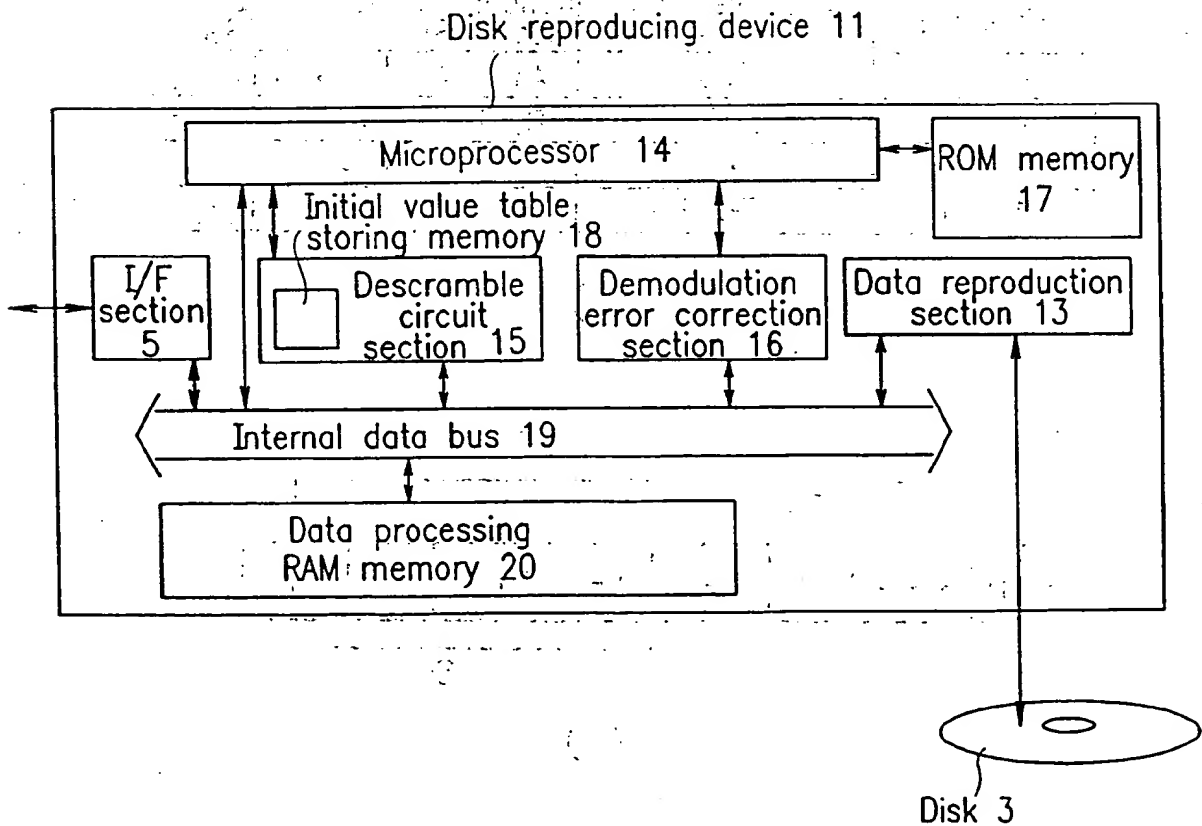 Disk reproducing device 11
Microprocessor 14
ROM memory
17
Initial value table
storing memory 18
I/F
section
5
Descramble
circuit
section 15
Demodulation
error correction
section 16
Data reproduction
section 13
Internal data bus 19
Data processing
RAM memory 20
Disk 3